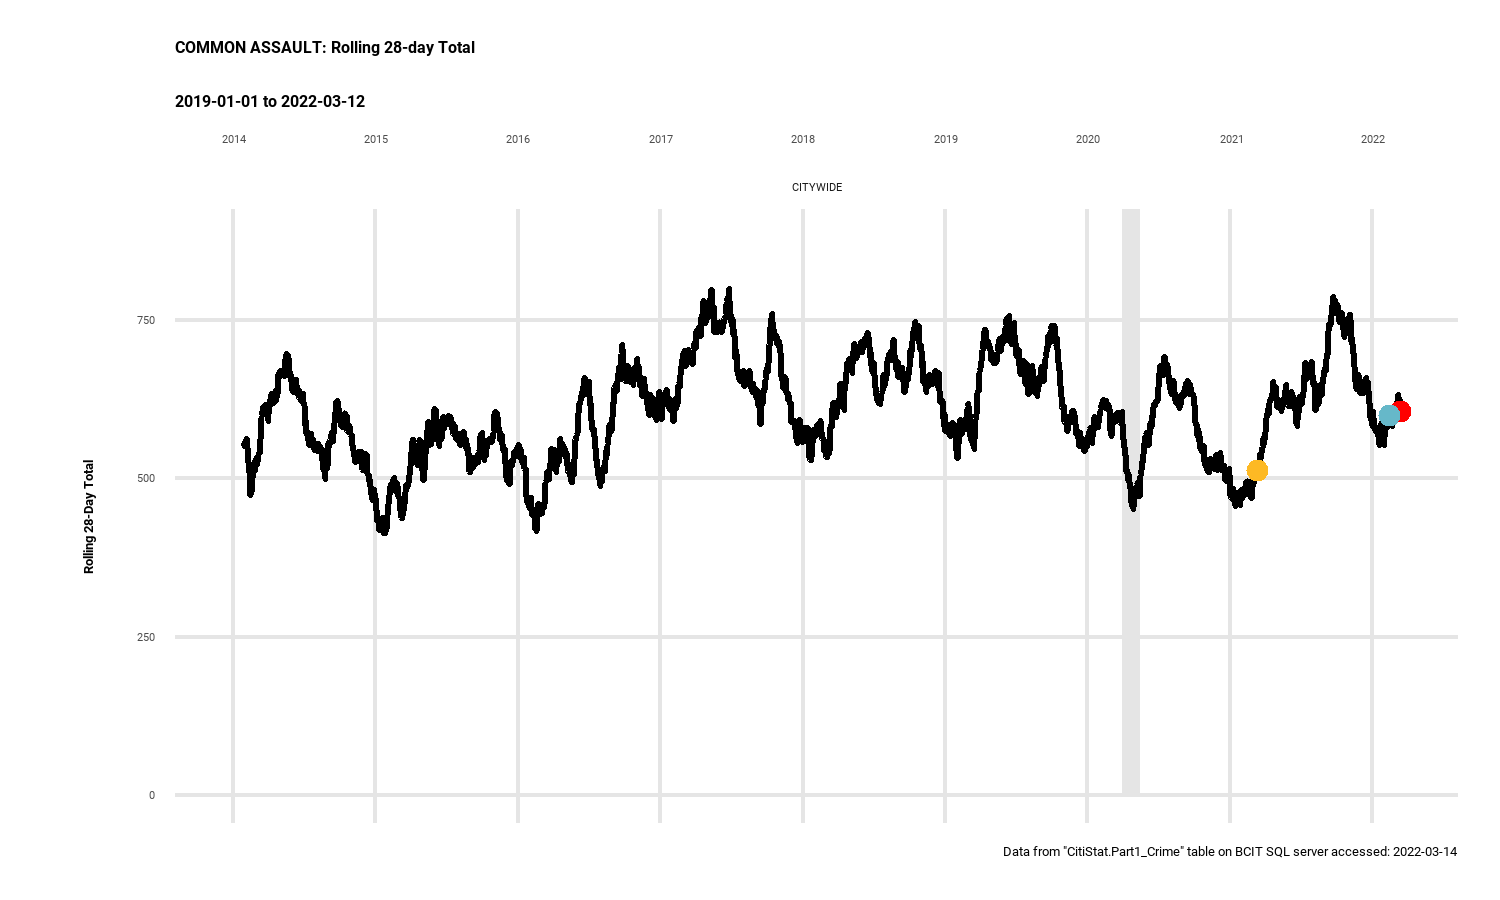 COMMON ASSAULT: Rolling 28-day Total
2019-01-01 to 2022-03-12
2014 2015 2016 2017 2018 2019 2020 2021 2022
CITYWIDE
750
500
250
0
Rolling 28-Day Total
Data from "CitiStat.Part1_Crime" table on BCIT SQL server accessed: 2022-03-14